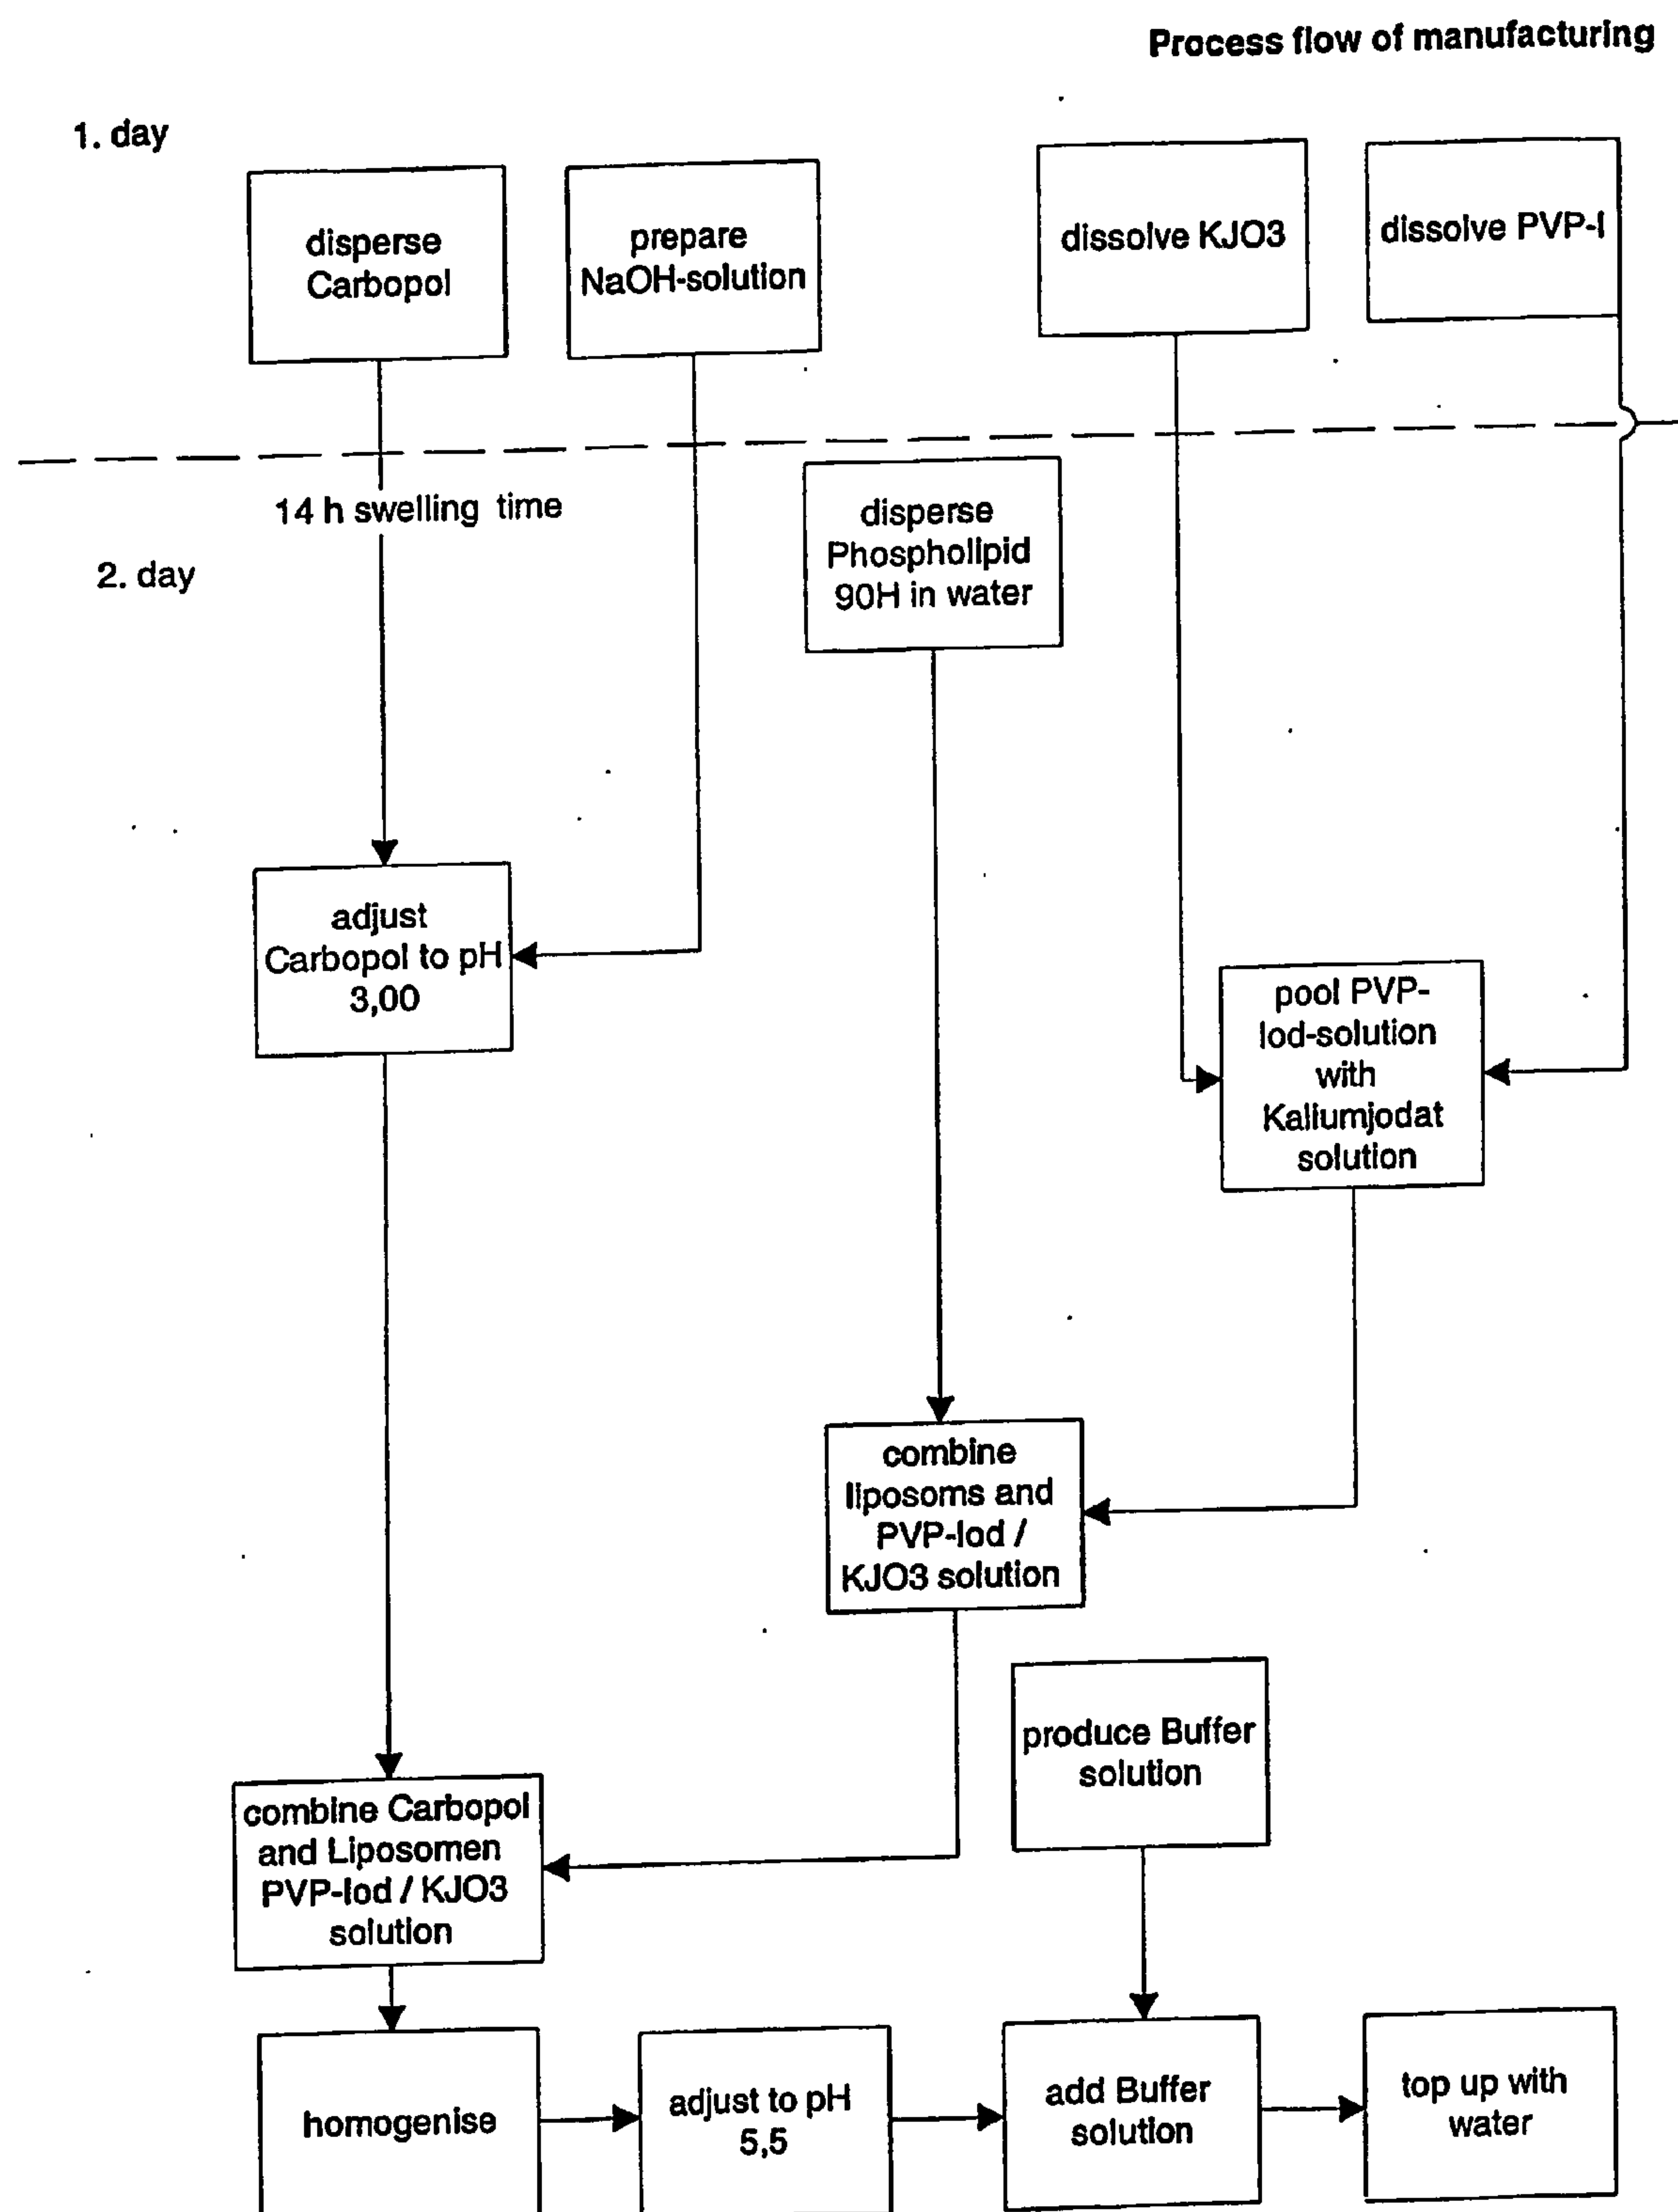 Process flow of manufacturing
1. day
disperse
Carbopol
prepare
NaOH-solution
dissolve KJO3
dissolve PVP-I
14 h swelling time
2. day
disperse
Phospholipid
90H in water
adjust
Carbopol to pH
3,00
pool PVP-
Iod-solution
with
Kaliumjodat
solution
combine
liposoms and
PVP-Iod /
KJO3 solution
produce Buffer
solution
combine Carbopol
and Liposomen
PVP-Iod / KJO3
solution
homogenise
adjust to pH
5,5
add Buffer
solution
top up with
water